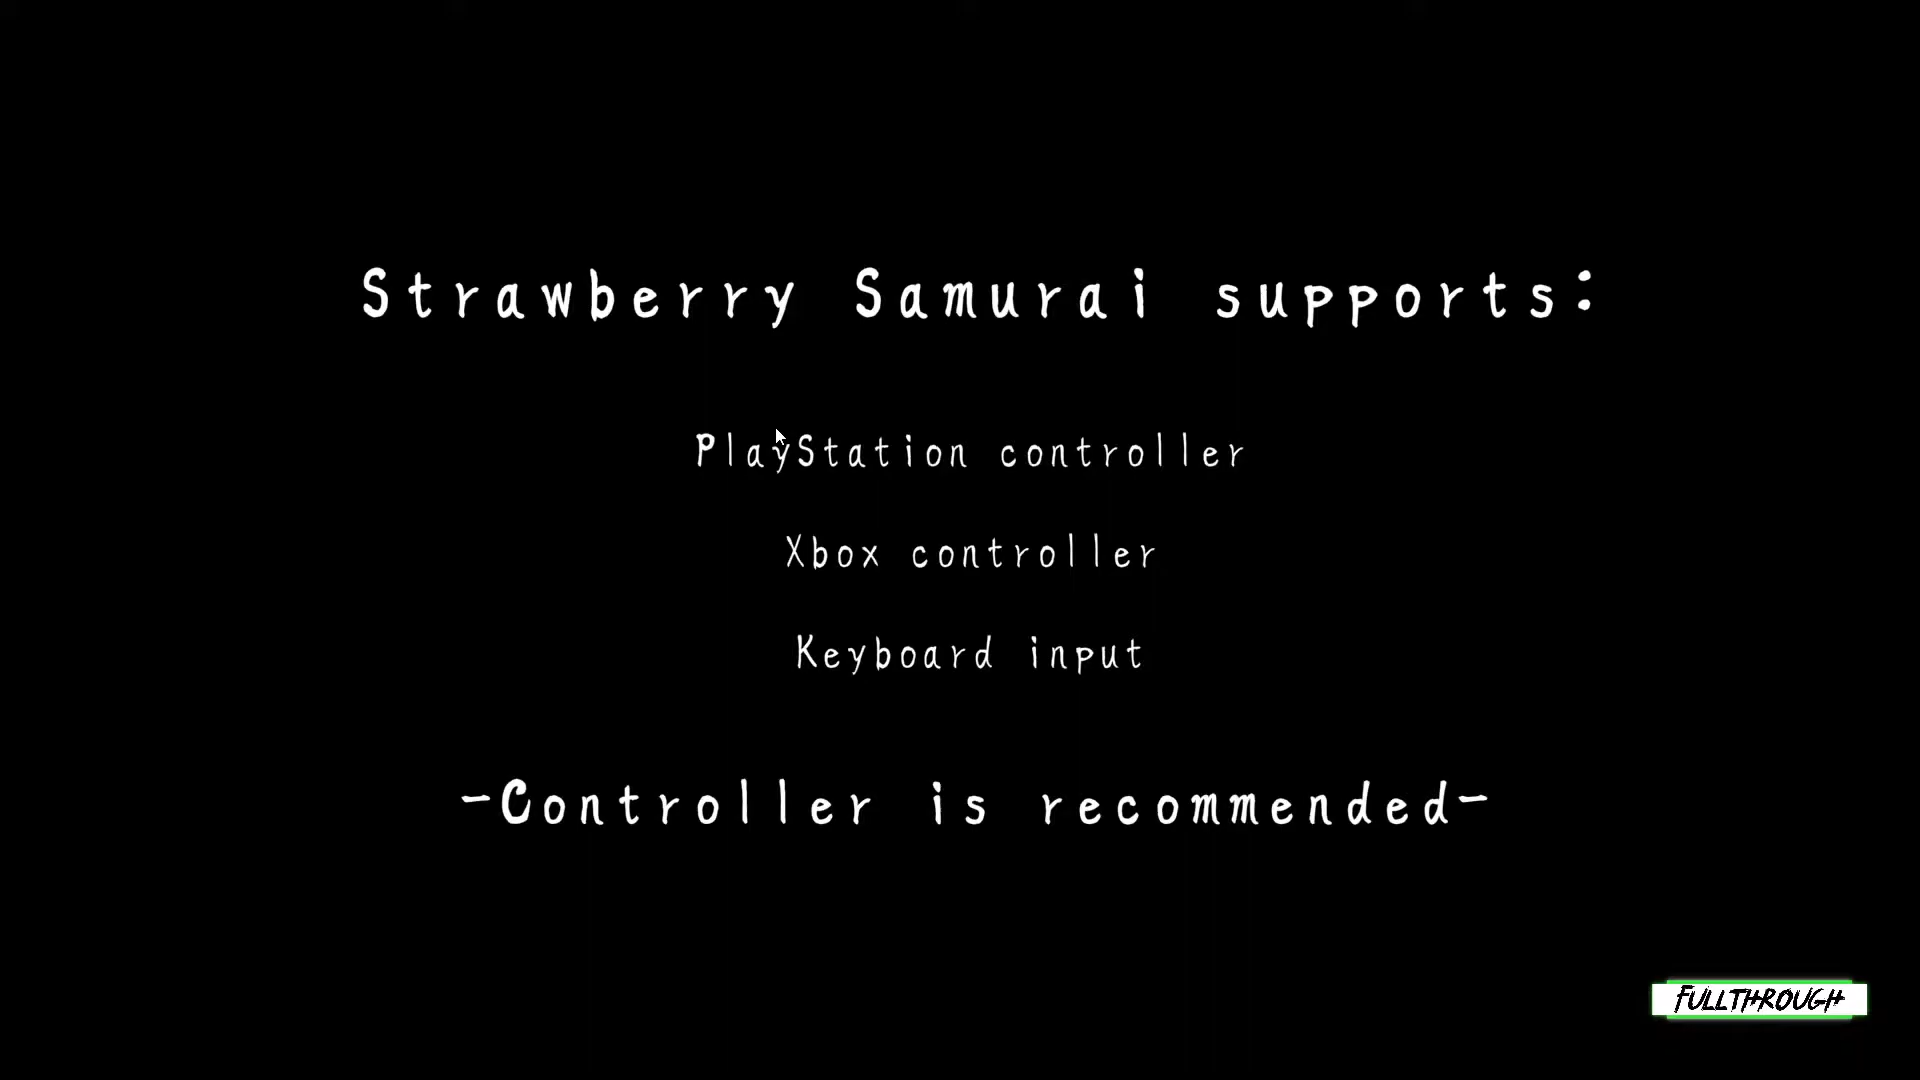 Strawberry Samurai supports:
PlayStation controller
Xbox controller
Keyboard input
-Controller is recommended-
FULLTHROUGH